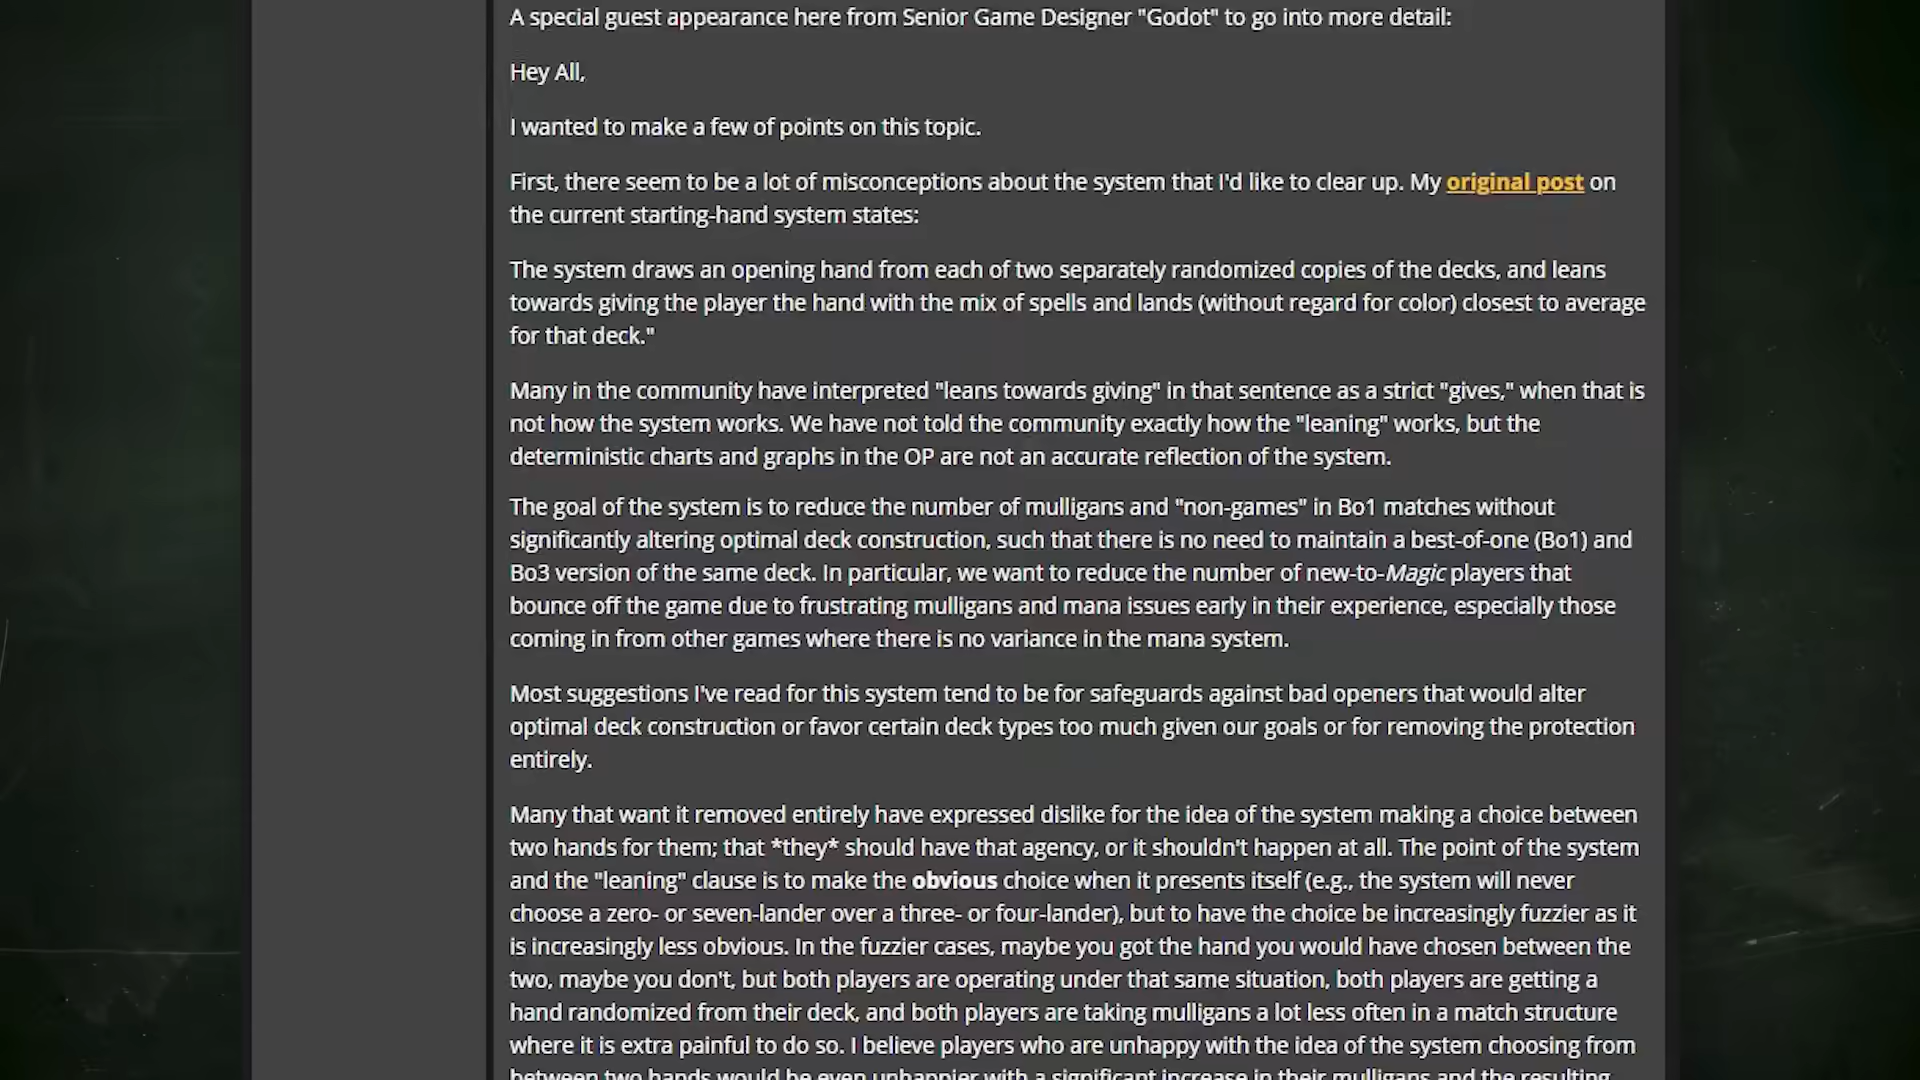 A special guest appearance here from Senior Game Designer "Godot" to go into more detail:
Hey All,
I wanted to make a few of points on this topic.
First, there seem to be a lot of misconceptions about the system that I'd like to clear up. My original post on
the current starting-hand system states:
The system draws an opening hand from each of two separately randomized copies of the decks, and leans
towards giving the player the hand with the mix of spells and lands (without regard for color) closest to average
for that deck."
Many in the community have interpreted "leans towards giving" in that sentence as a strict "gives," when that is
not how the system works. We have not told the community exactly how the "leaning" works, but the
deterministic charts and graphs in the OP are not an accurate reflection of the system.
The goal of the system is to reduce the number of mulligans and "non-games" in Bo1 matches without
significantly altering optimal deck construction, such that there is no need to maintain a best-of-one (Bo1) and
Bo3 version of the same deck. In particular, we want to reduce the number of new-to-Magic players that
bounce off the game due to frustrating mulligans and mana issues early in their experience, especially those
coming in from other games where there is no variance in the mana system.
Most suggestions I've read for this system tend to be for safeguards against bad openers that would alter
optimal deck construction or favor certain deck types too much given our goals or for removing the protection
entirely.
Many that want it removed entirely have expressed dislike for the idea of the system making a choice between
two hands for them; that *they* should have that agency, or it shouldn't happen at all. The point of the system
and the "leaning" clause is to make the obvious choice when it presents itself (e.g., the system will never
choose a zero- or seven-lander over a three- or four-lander), but to have the choice be increasingly fuzzier as it
is increasingly less obvious. In the fuzzier cases, maybe you got the hand you would have chosen between the
two, maybe you don't, but both players are operating under that same situation, both players are getting a
hand randomized from their deck, and both players are taking mulligans a lot less often in a match structure
where it is extra painful to do so. I believe players who are unhappy with the idea of the system choosing from
between two hands would be even unhappier with a significant increase in their mulligans and the resulting